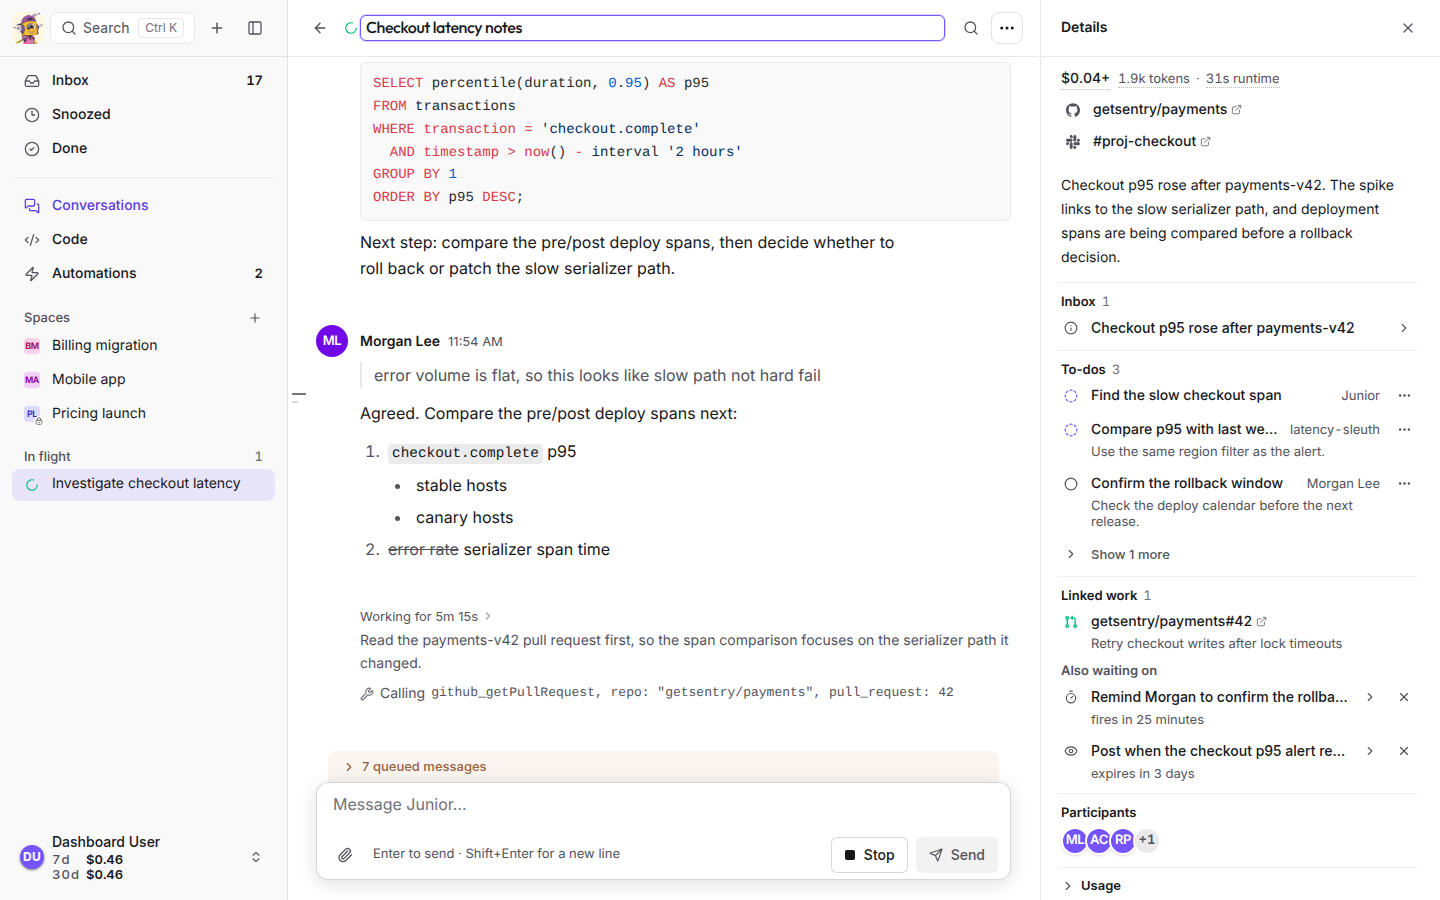 Search Ctrl K
Inbox 17
Snoozed
Done
Conversations
Code
Automations 2
Spaces
BM Billing migration
MA Mobile app
PL Pricing launch
In flight 1
Investigate checkout latency
DU Dashboard User
7d $0.46
30d $0.46
Checkout latency notes
SELECT percentile(duration, 0.95) AS p95
FROM transactions
WHERE transaction = 'checkout.complete'
AND timestamp > now() - interval '2 hours'
GROUP BY 1
ORDER BY p95 DESC;
Next step: compare the pre/post deploy spans, then decide whether to
roll back or patch the slow serializer path.
ML Morgan Lee 11:54 AM
error volume is flat, so this looks like slow path not hard fail
Agreed. Compare the pre/post deploy spans next:
1. checkout.complete p95
• stable hosts
• canary hosts
2. error rate serializer span time
Working for 5m 15s
Read the payments-v42 pull request first, so the span comparison focuses on the serializer path it
changed.
Calling github_getPullRequest, repo: "getsentry/payments", pull_request: 42
7 queued messages
Message Junior...
Enter to send · Shift+Enter for a new line
Stop
Send
Details
$0.04+ 1.9k tokens · 31s runtime
getsentry/payments
#proj-checkout
Checkout p95 rose after payments-v42. The spike
links to the slow serializer path, and deployment
spans are being compared before a rollback
decision.
Inbox 1
Checkout p95 rose after payments-v42
To-dos 3
Find the slow checkout span Junior
Compare p95 with last we... latency-sleuth
Use the same region filter as the alert.
Confirm the rollback window Morgan Lee
Check the deploy calendar before the next
release.
Show 1 more
Linked work 1
getsentry/payments#42
Retry checkout writes after lock timeouts
Also waiting on
Remind Morgan to confirm the rollba...
fires in 25 minutes
Post when the checkout p95 alert re...
expires in 3 days
Participants
ML AC RP +1
Usage